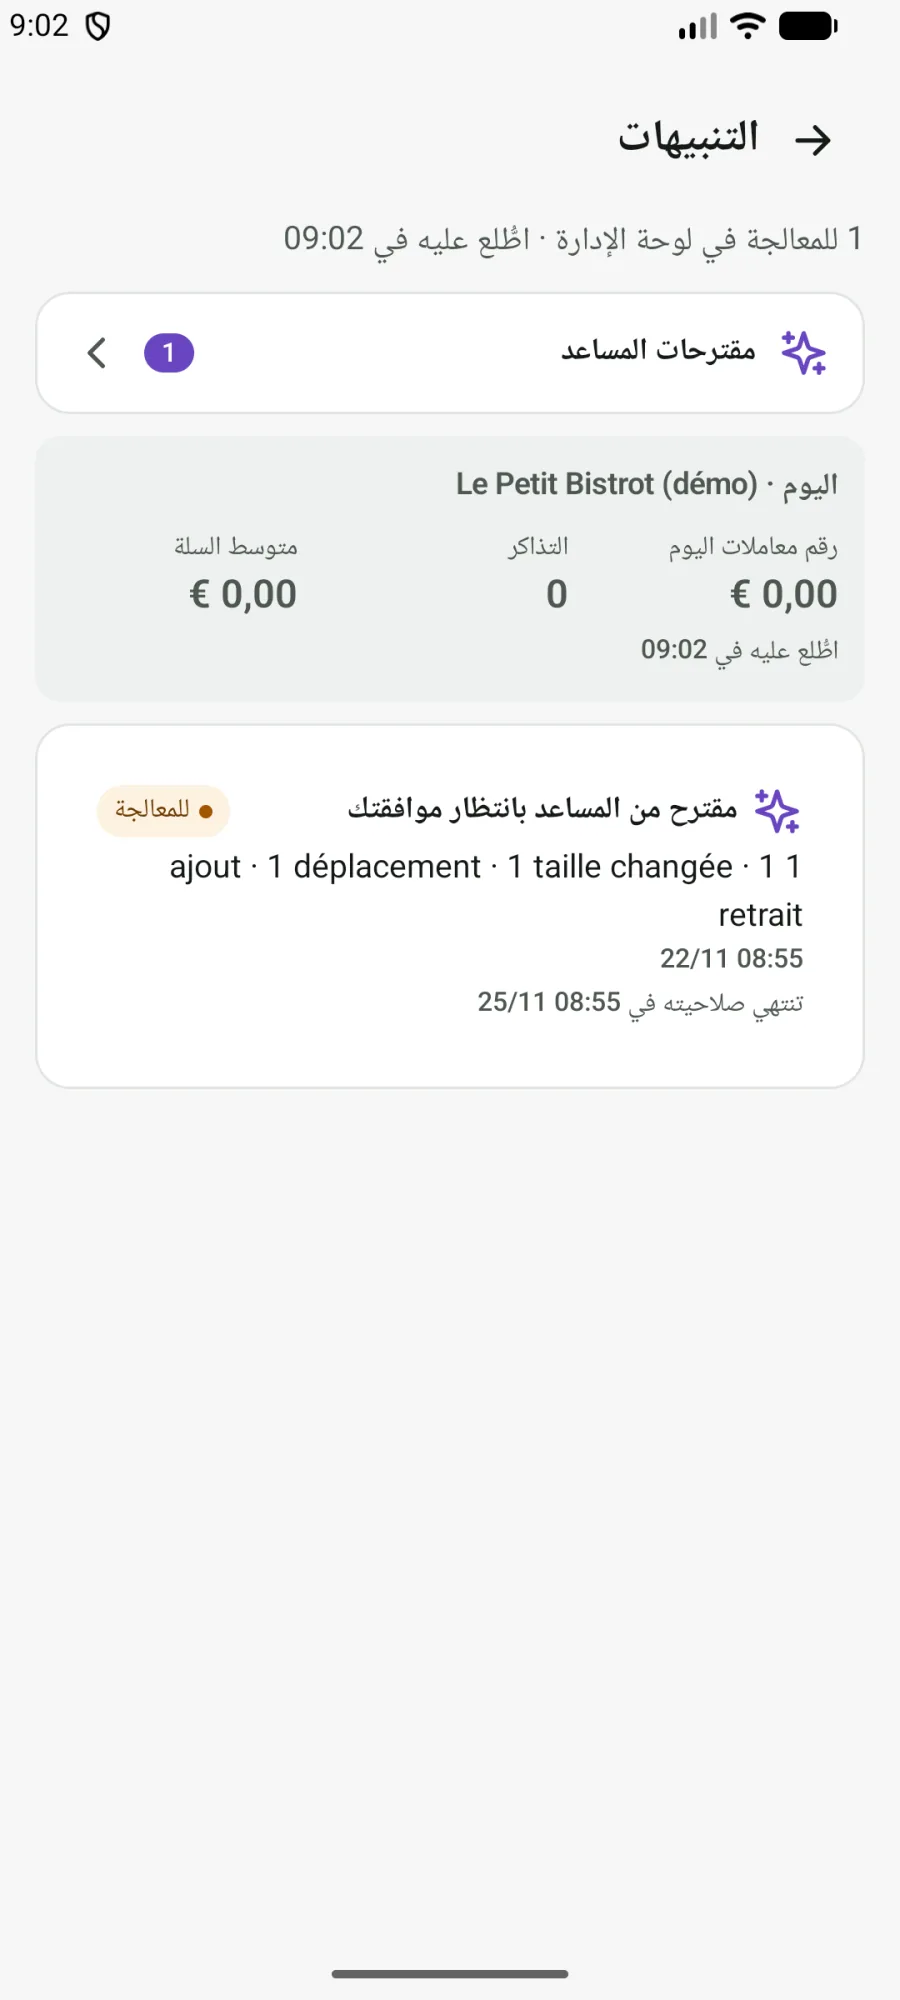 9:02
التنبيهات
1 للمعالجة في لوحة الإدارة · اطُّلع عليه في 09:02
مقترحات المساعد
1
اليوم · Le Petit Bistrot (démo)
رقم معاملات اليوم
التذاكر
متوسط السلة
0,00 €
0
0,00 €
اطُّلع عليه في 09:02
مقترح من المساعد بانتظار موافقتك
للمعالجة
1 ajout · 1 déplacement · 1 taille changée · 1
retrait
22/11 08:55
تنتهي صلاحيته في 25/11 08:55